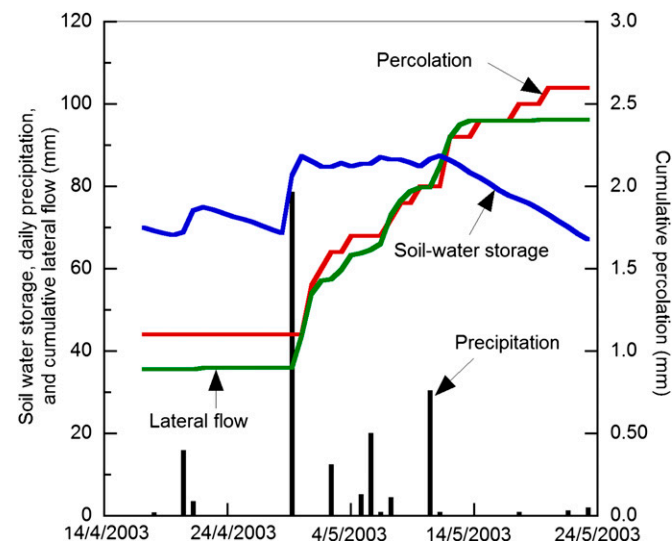 Soil water storage, daily precipitation,
and cumulative lateral flow (mm)
120
100
80
60
40
20
0
3.0
2.5
2.0
1.5
1.0
0.50
0.0
Cumulative percolation (mm)
Percolation
Soil-water storage
Precipitation
Lateral flow
14/4/2003
24/4/2003
4/5/2003
14/5/2003
24/5/2003